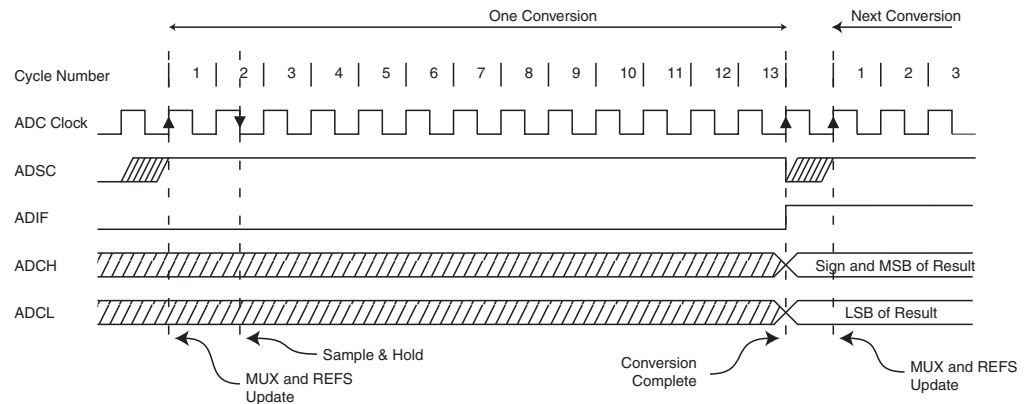 One Conversion
Next Conversion
Cycle Number 1 2 3 4 5 6 7 8 9 10 11 12 13 1 2 3
ADC Clock
ADSC
ADIF
ADCH
Sign and MSB of Result
ADCL
LSB of Result
Sample & Hold
MUX and REFS
Update
Conversion
Complete
MUX and REFS
Update